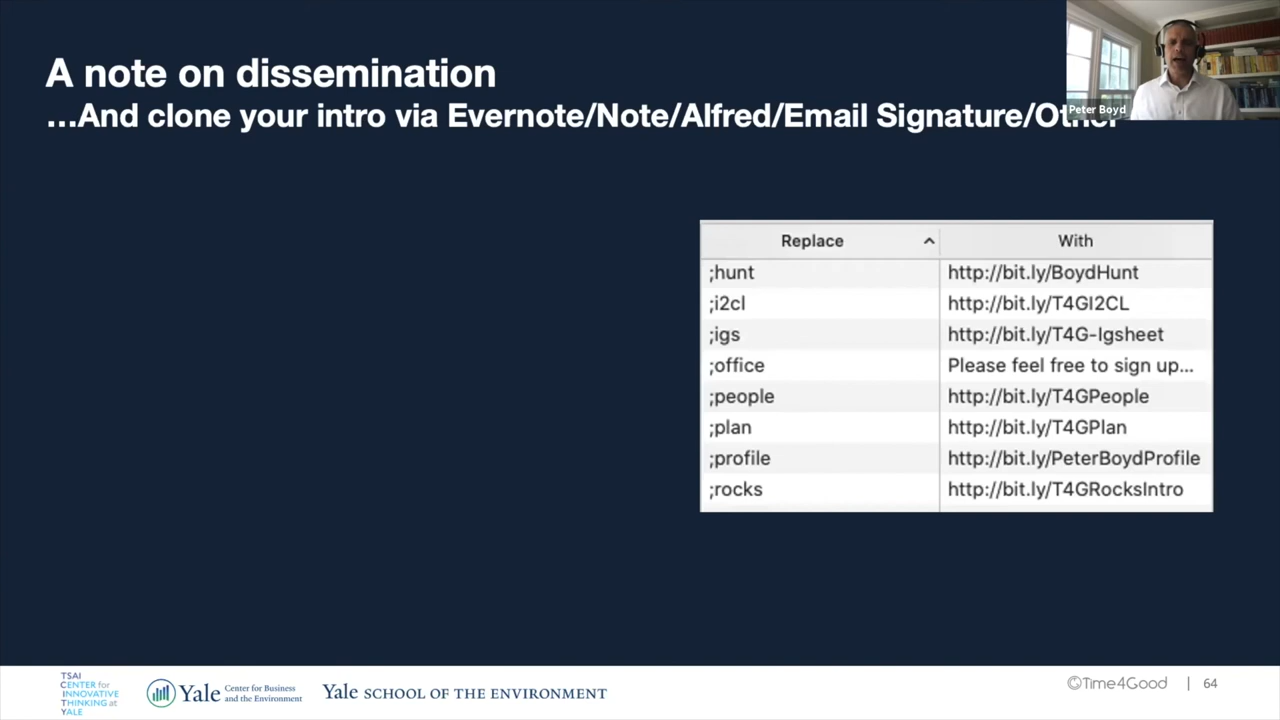 A note on dissemination
...And clone your intro via Evernote/Note/Alfred/Email Signature/Other
Peter Boyd
Replace With
;hunt http://bit.ly/BoydHunt
;i2cl http://bit.ly/T4GI2CL
;igs http://bit.ly/T4G-Igsheet
;office Please feel free to sign up...
;people http://bit.ly/T4GPeople
;plan http://bit.ly/T4GPlan
;profile http://bit.ly/PeterBoydProfile
;rocks http://bit.ly/T4GRocksIntro
TSAI
CENTER for
INNOVATIVE
THINKING at
YALE
Yale Center for Business
and the Environment
Yale SCHOOL OF THE ENVIRONMENT
©Time4Good | 64